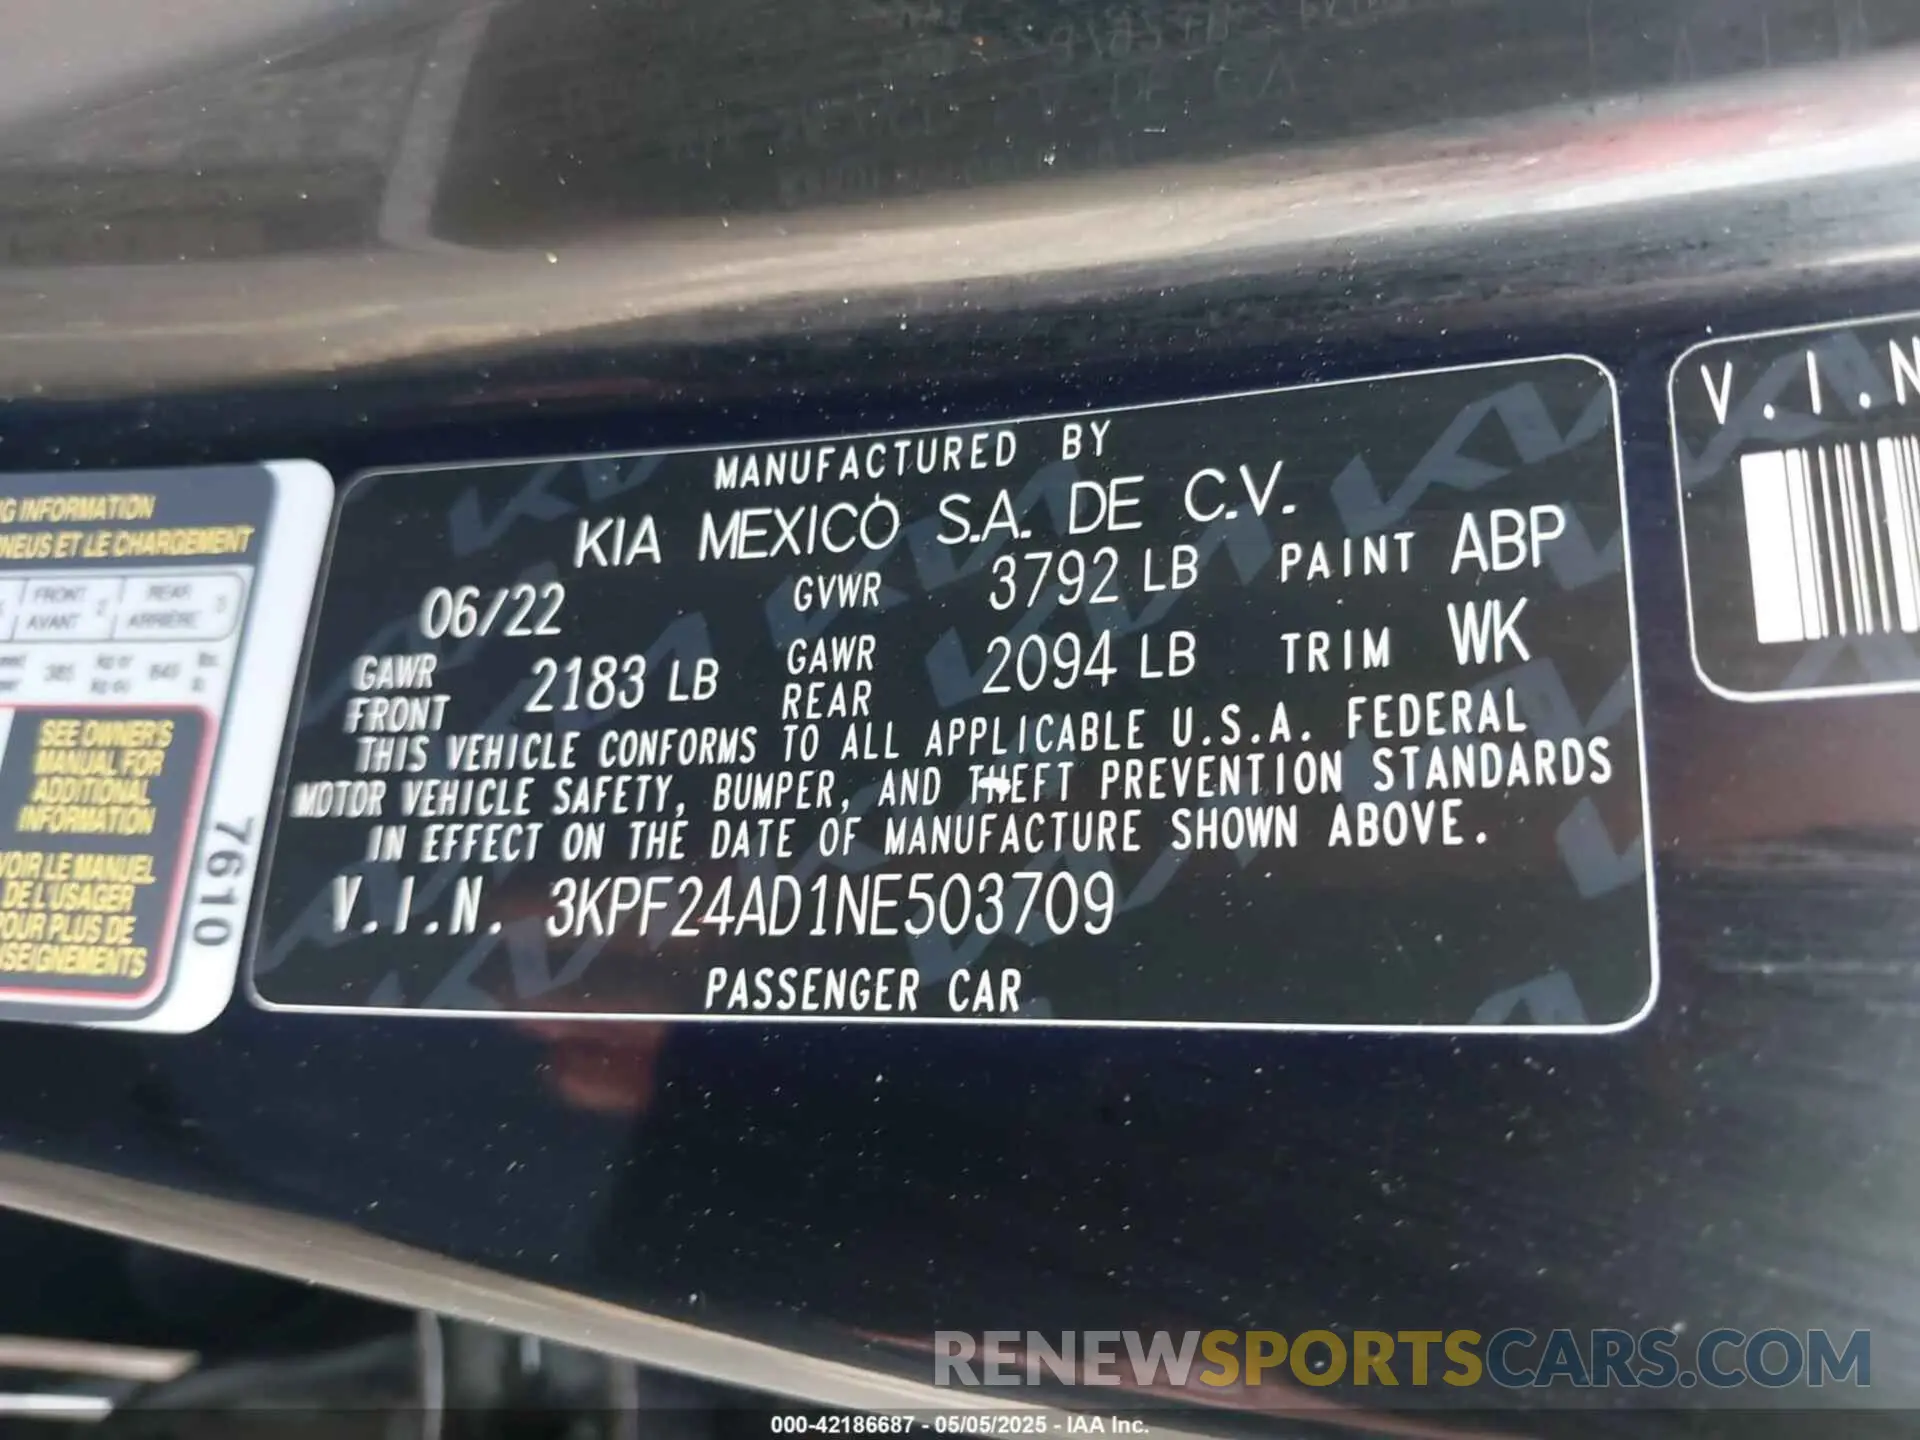 MANUFACTURED BY
KIA MEXICO S.A. DE C.V.
06/22 GVWR 3792 LB PAINT ABP
GAWR FRONT 2183 LB GAWR REAR 2094 LB TRIM WK
THIS VEHICLE CONFORMS TO ALL APPLICABLE U.S.A. FEDERAL
MOTOR VEHICLE SAFETY, BUMPER, AND THEFT PREVENTION STANDARDS
IN EFFECT ON THE DATE OF MANUFACTURE SHOWN ABOVE.
V.I.N. 3KPF24AD1NE503709
PASSENGER CAR
INFORMATION
ET LE CHARGEMENT
FRONT 2 REAR 3
AVANT ARRIÈRE
SEE OWNER'S
MANUAL FOR
ADDITIONAL
INFORMATION
VOIR LE MANUEL
DE L'USAGER
POUR PLUS DE
7610
V.I.N
RENEWSPORTSCARS.COM
000-42186687 - 05/05/2025 - IAA Inc.